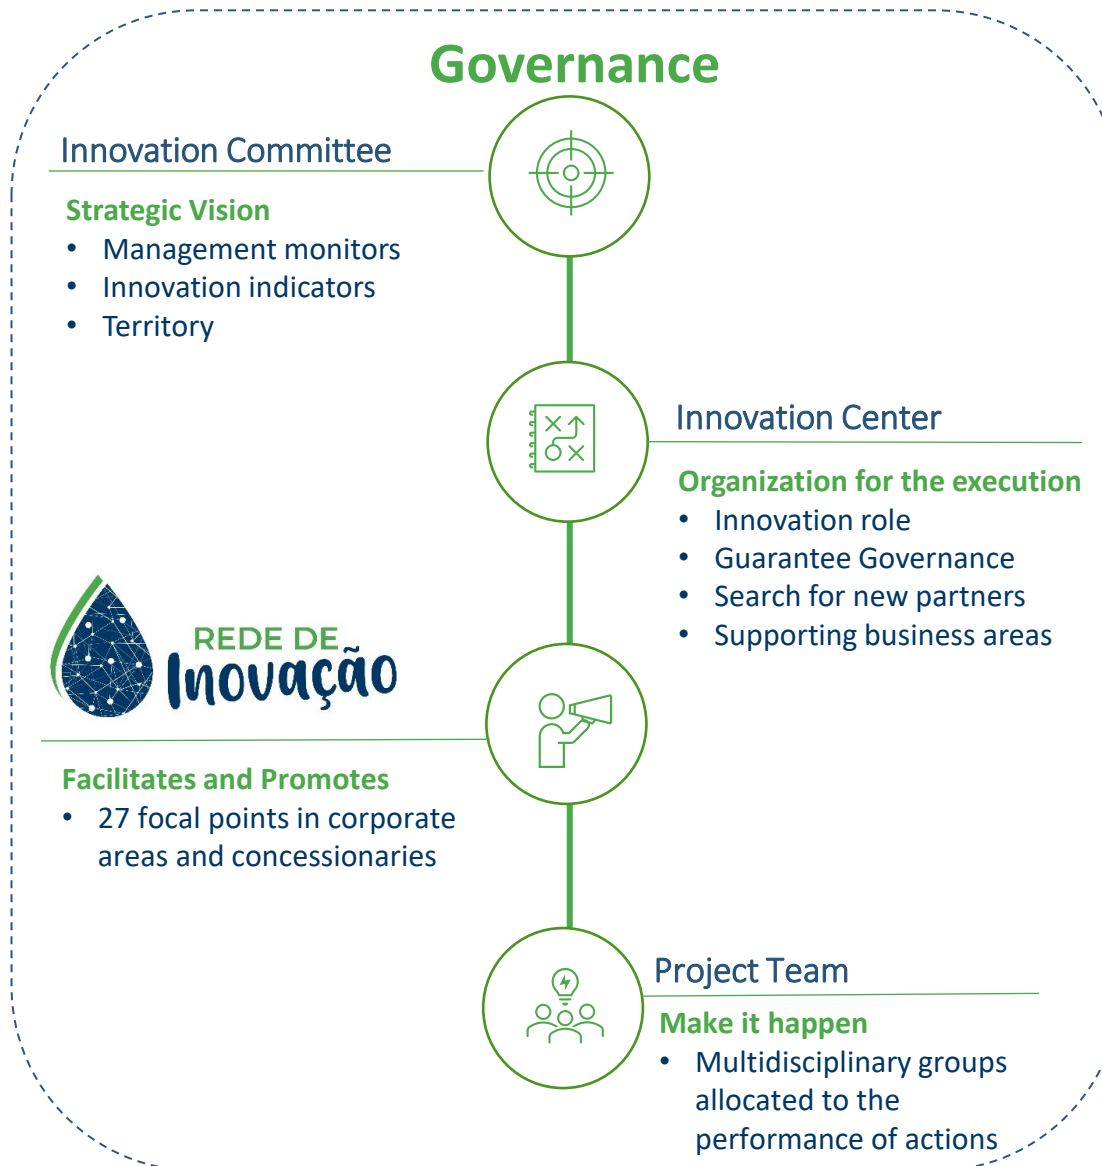 Governance
Innovation Committee
Strategic Vision
• Management monitors
• Innovation indicators
• Territory
Innovation Center
Organization for the execution
• Innovation role
• Guarantee Governance
• Search for new partners
• Supporting business areas
REDE DE
Inovação
Facilitates and Promotes
• 27 focal points in corporate
areas and concessionaries
Project Team
Make it happen
• Multidisciplinary groups
allocated to the
performance of actions